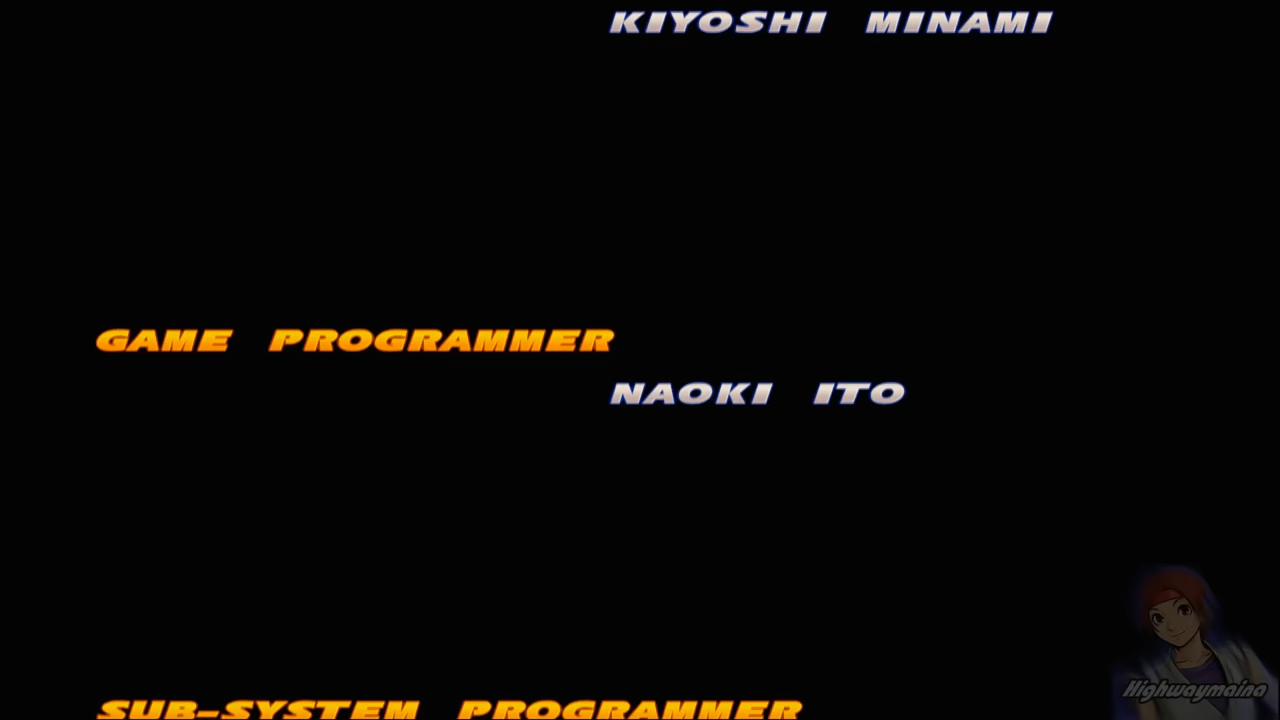 KIYOSHI MINAMI
GAME PROGRAMMER
NAOKI ITO
SUB-SYSTEM PROGRAMMER
Highwaymaina